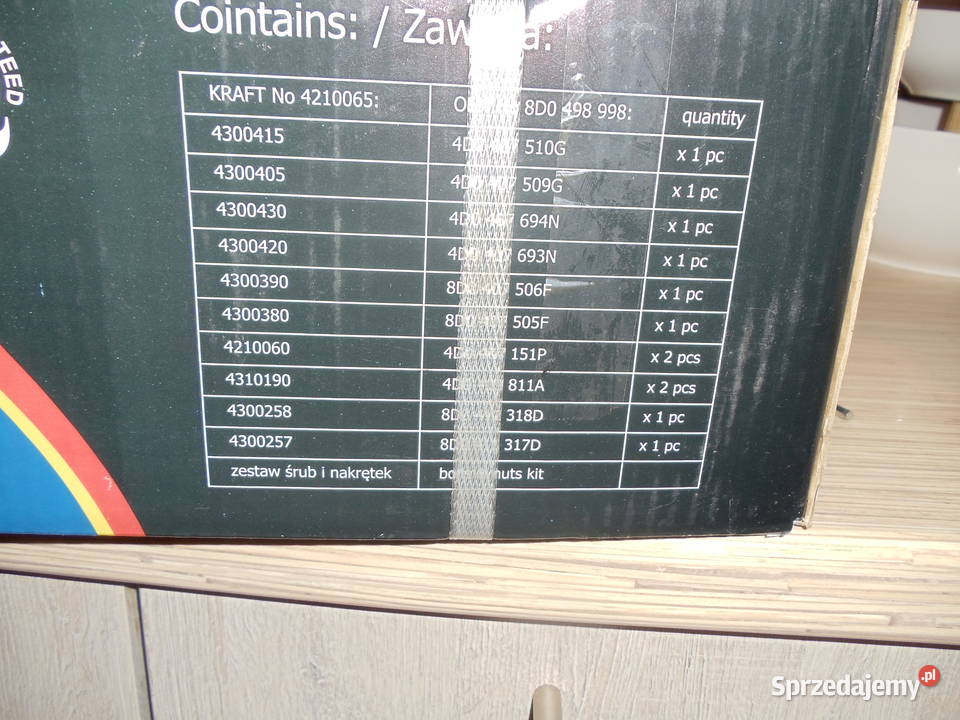 TEED
Cointains: / Zaw a:
KRAFT No 4210065: 8D0 498 998: quantity
4300415 510G x 1 pc
4300405 509G x 1 pc
4300430 694N x 1 pc
4300420 693N x 1 pc
4300390 506F x 1 pc
4300380 505F x 1 pc
4210060 151P x 2 pcs
4310190 811A x 2 pcs
4300258 318D x 1 pc
4300257 317D x 1 pc
zestaw śrub i nakrętek nuts kit
Sprzedajemy.pl